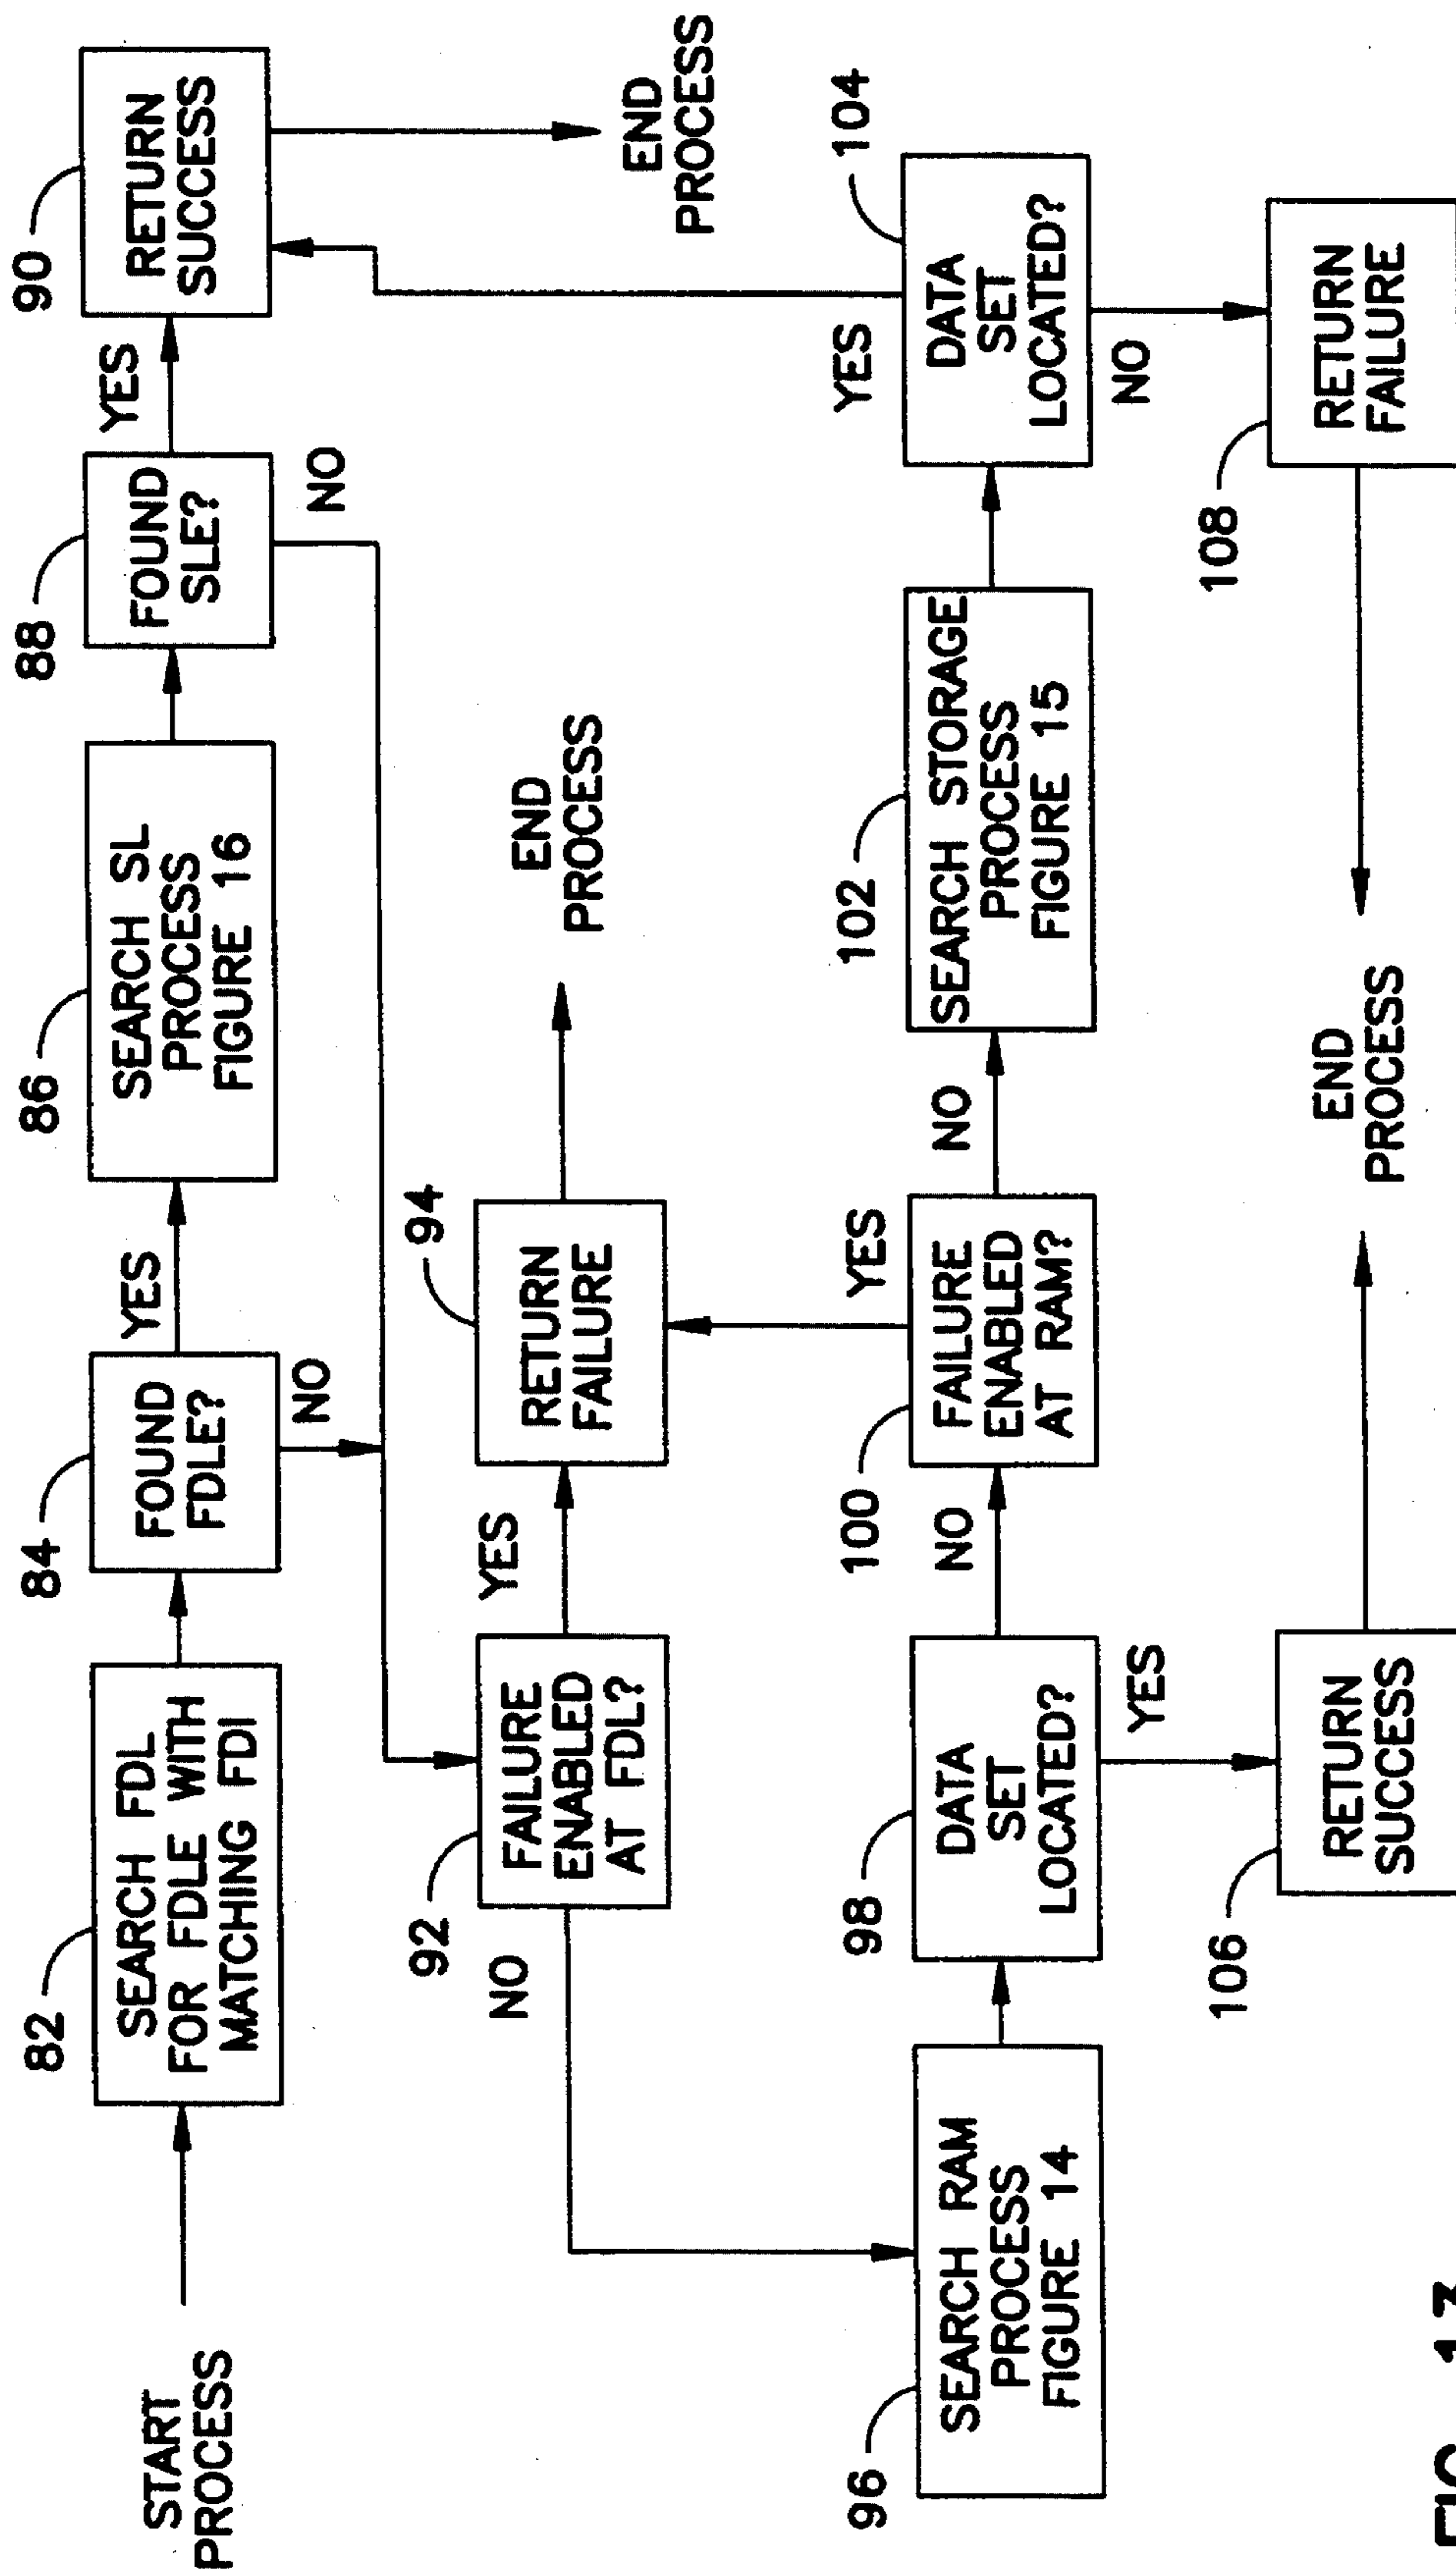 START
PROCESS
82
SEARCH FDL
FOR FDLE WITH
MATCHING FDI
84
FOUND
FDLE?
YES
NO
86
SEARCH SL
PROCESS
FIGURE 16
88
FOUND
SLE?
YES
NO
90
RETURN
SUCCESS
END
PROCESS
92
FAILURE
ENABLED
AT FDL?
YES
NO
94
RETURN
FAILURE
END
PROCESS
96
SEARCH RAM
PROCESS
FIGURE 14
98
DATA
SET
LOCATED?
NO
YES
100
FAILURE
ENABLED
AT RAM?
YES
NO
102
SEARCH STORAGE
PROCESS
FIGURE 15
104
DATA
SET
LOCATED?
YES
NO
106
RETURN
SUCCESS
END
PROCESS
108
RETURN
FAILURE
FIG. 13